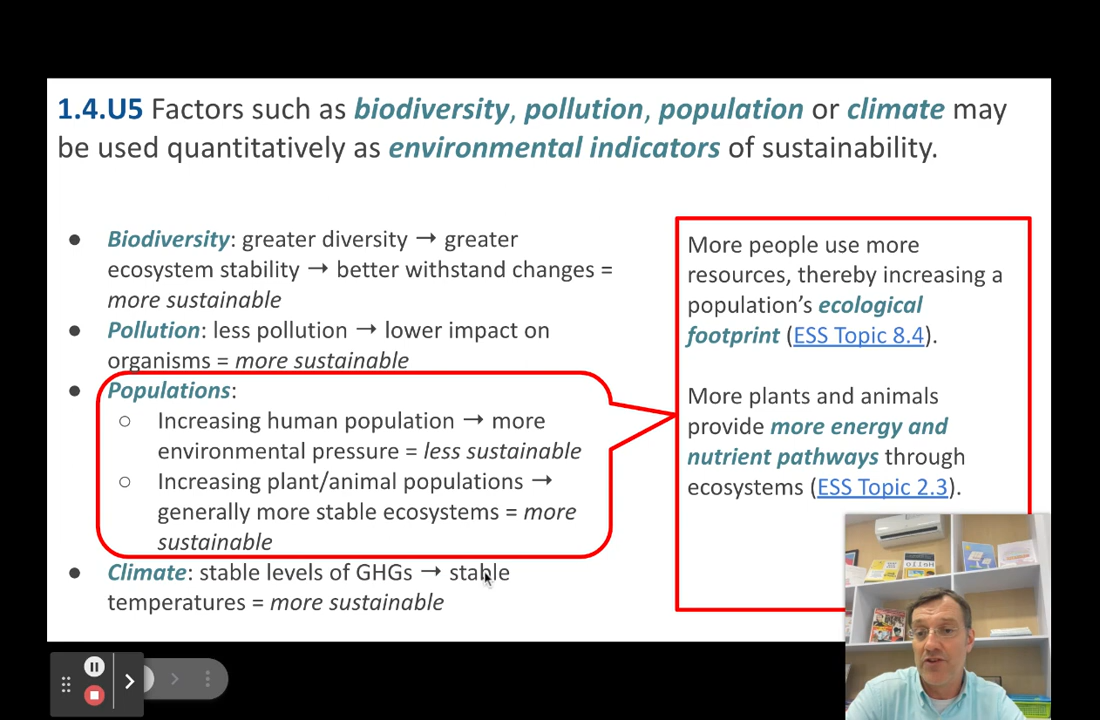 1.4.U5 Factors such as biodiversity, pollution, population or climate may
be used quantitatively as environmental indicators of sustainability.
● Biodiversity: greater diversity → greater
ecosystem stability → better withstand changes =
more sustainable
● Pollution: less pollution → lower impact on
organisms = more sustainable
● Populations:
○ Increasing human population → more
environmental pressure = less sustainable
○ Increasing plant/animal populations →
generally more stable ecosystems = more
sustainable
● Climate: stable levels of GHGs → stable
temperatures = more sustainable
More people use more
resources, thereby increasing a
population’s ecological
footprint (ESS Topic 8.4).
More plants and animals
provide more energy and
nutrient pathways through
ecosystems (ESS Topic 2.3).